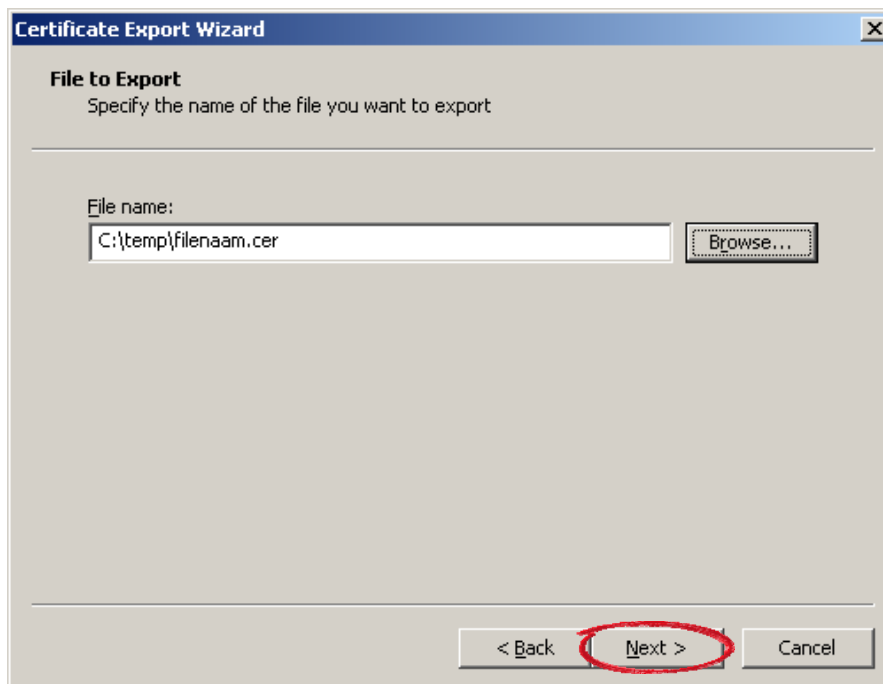 Certificate Export Wizard
File to Export
Specify the name of the file you want to export
File name:
C:\temp\filenaam.cer
Browse...
< Back
Next >
Cancel